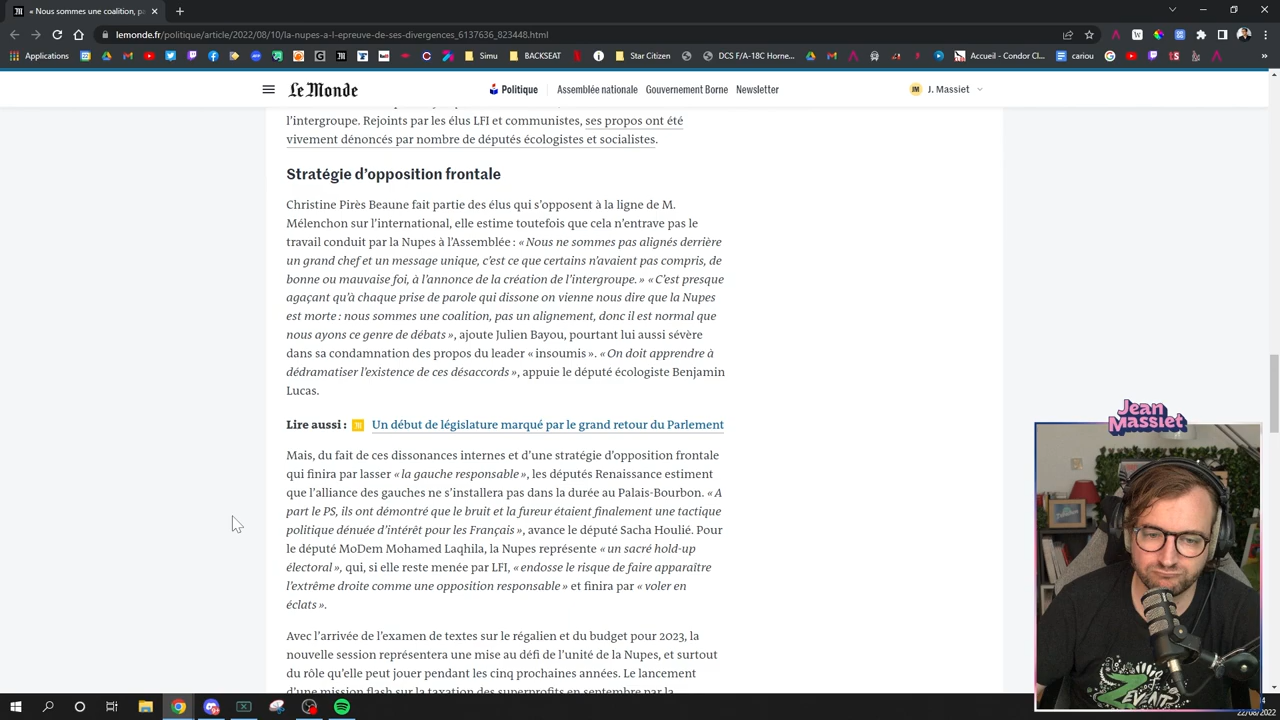 « Nous sommes une coalition, pa
lemonde.fr/politique/article/2022/08/10/la-nupes-a-l-epreuve-de-ses-divergences_6137636_823448.html
Applications
Simu
BACKSEAT
Star Citizen
DCS F/A-18C Horne...
Accueil - Condor Cl...
cariou
Le Monde
Politique
Assemblée nationale
Gouvernement Borne
Newsletter
JM
J. Massiet
l'intergroupe. Rejoints par les élus LFI et communistes, ses propos ont été
vivement dénoncés par nombre de députés écologistes et socialistes.
Stratégie d'opposition frontale
Christine Pirès Beaune fait partie des élus qui s'opposent à la ligne de M.
Mélenchon sur l'international, elle estime toutefois que cela n'entrave pas le
travail conduit par la Nupes à l'Assemblée : « Nous ne sommes pas alignés derrière
un grand chef et un message unique, c'est ce que certains n'avaient pas compris, de
bonne ou mauvaise foi, à l'annonce de la création de l'intergroupe. » « C'est presque
agaçant qu'à chaque prise de parole qui dissone on vienne nous dire que la Nupes
est morte : nous sommes une coalition, pas un alignement, donc il est normal que
nous ayons ce genre de débats », ajoute Julien Bayou, pourtant lui aussi sévère
dans sa condamnation des propos du leader « insoumis ». « On doit apprendre à
dédramatiser l'existence de ces désaccords », appuie le député écologiste Benjamin
Lucas.
Lire aussi : Un début de législature marqué par le grand retour du Parlement
Mais, du fait de ces dissonances internes et d'une stratégie d'opposition frontale
qui finira par lasser « la gauche responsable », les députés Renaissance estiment
que l'alliance des gauches ne s'installera pas dans la durée au Palais-Bourbon. « A
part le PS, ils ont démontré que le bruit et la fureur étaient finalement une tactique
politique dénuée d'intérêt pour les Français », avance le député Sacha Houlié. Pour
le député MoDem Mohamed Laqhila, la Nupes représente « un sacré hold-up
électoral », qui, si elle reste menée par LFI, « endosse le risque de faire apparaître
l'extrême droite comme une opposition responsable » et finira par « voler en
éclats ».
Avec l'arrivée de l'examen de textes sur le régalien et du budget pour 2023, la
nouvelle session représentera une mise au défi de l'unité de la Nupes, et surtout
du rôle qu'elle peut jouer pendant les cinq prochaines années. Le lancement
d'une mission flash sur la taxation des superprofits en septembre par la
Jean
Massiet
ZEVENT
22/08/2022